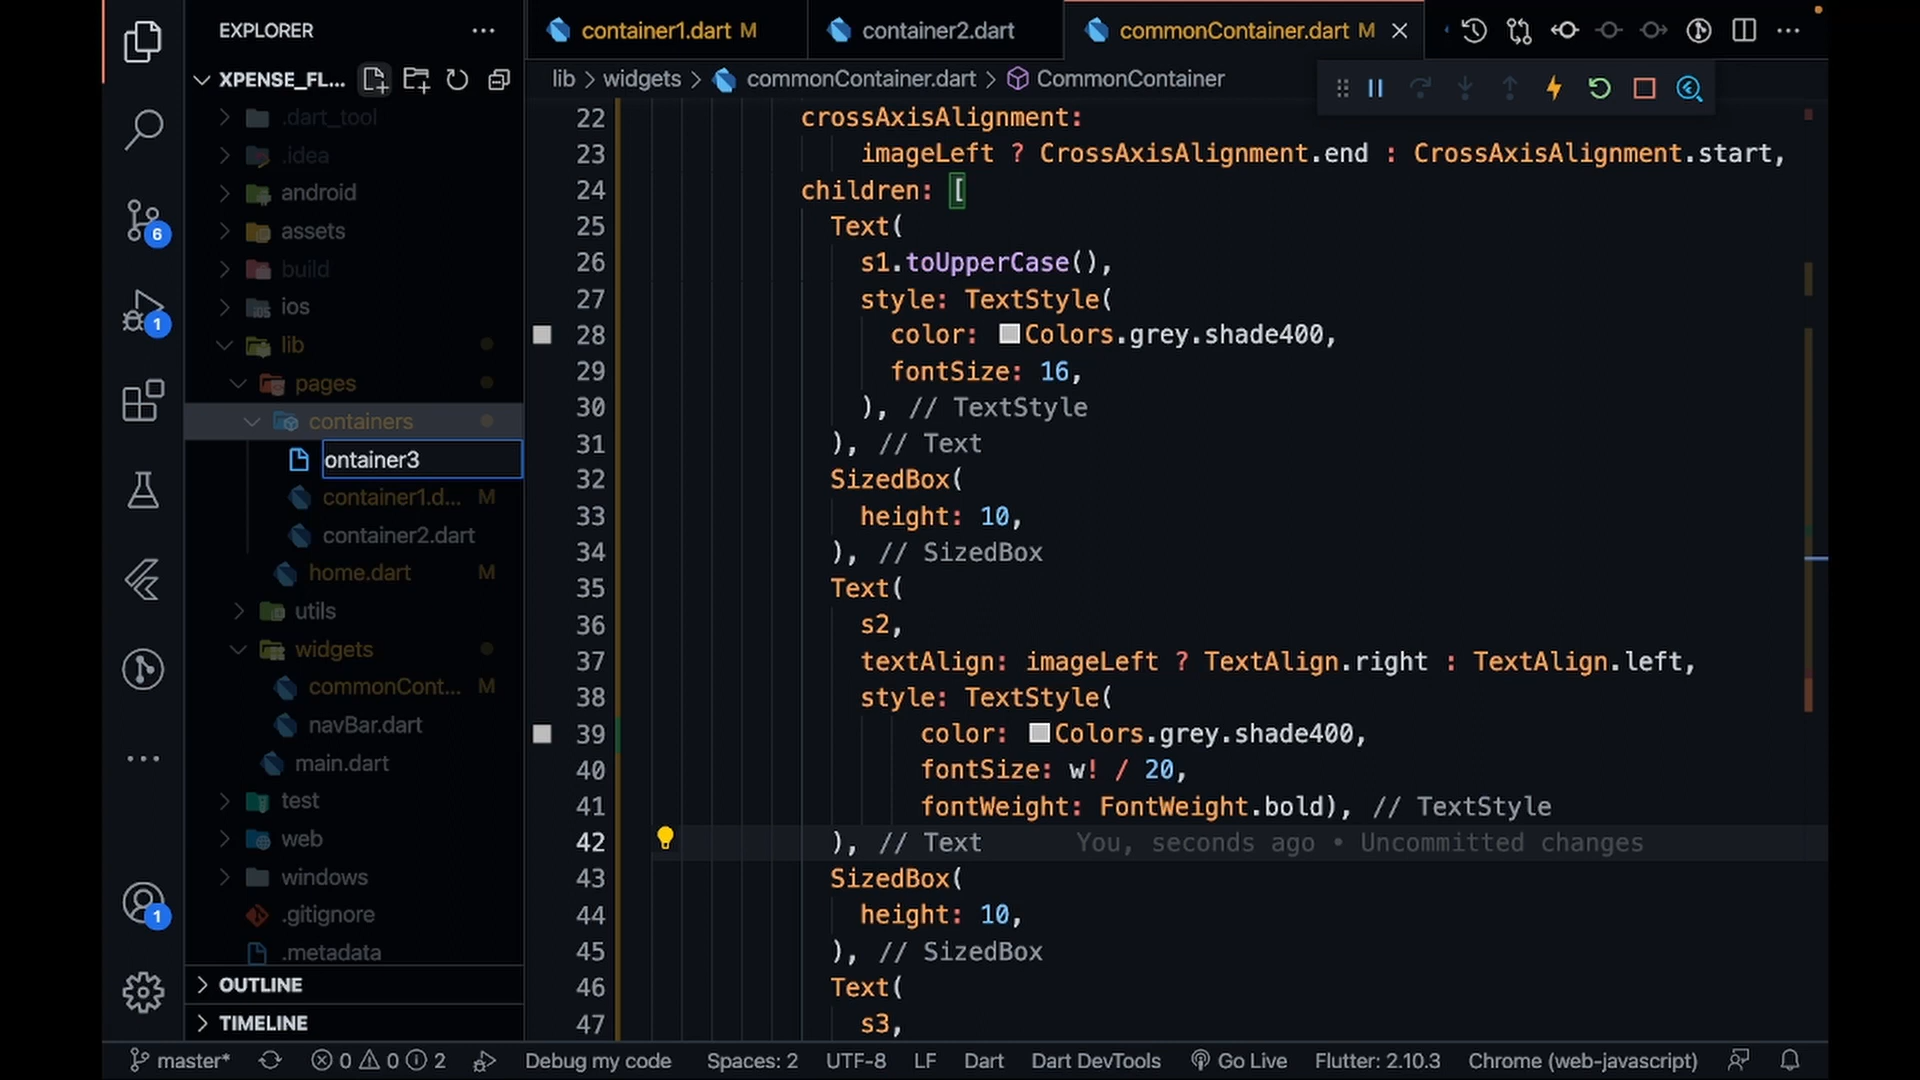 EXPLORER
XPENSE_FL...
.dart_tool
.idea
android
assets
build
ios
lib
pages
containers
ontainer3
container1.d... M
container2.dart
home.dart M
utils
widgets
commonCont... M
navBar.dart
main.dart
test
web
windows
.gitignore
.metadata
OUTLINE
TIMELINE
6
1
1
container1.dart M
container2.dart
commonContainer.dart M
lib > widgets > commonContainer.dart > CommonContainer
22 crossAxisAlignment:
23 imageLeft ? CrossAxisAlignment.end : CrossAxisAlignment.start,
24 children: [
25 Text(
26 s1.toUpperCase(),
27 style: TextStyle(
28 color: Colors.grey.shade400,
29 fontSize: 16,
30 ), // TextStyle
31 ), // Text
32 SizedBox(
33 height: 10,
34 ), // SizedBox
35 Text(
36 s2,
37 textAlign: imageLeft ? TextAlign.right : TextAlign.left,
38 style: TextStyle(
39 color: Colors.grey.shade400,
40 fontSize: w! / 20,
41 fontWeight: FontWeight.bold), // TextStyle
42 ), // Text You, seconds ago • Uncommitted changes
43 SizedBox(
44 height: 10,
45 ), // SizedBox
46 Text(
47 s3,
master* 0 0 2 Debug my code Spaces: 2 UTF-8 LF Dart Dart DevTools Go Live Flutter: 2.10.3 Chrome (web-javascript)